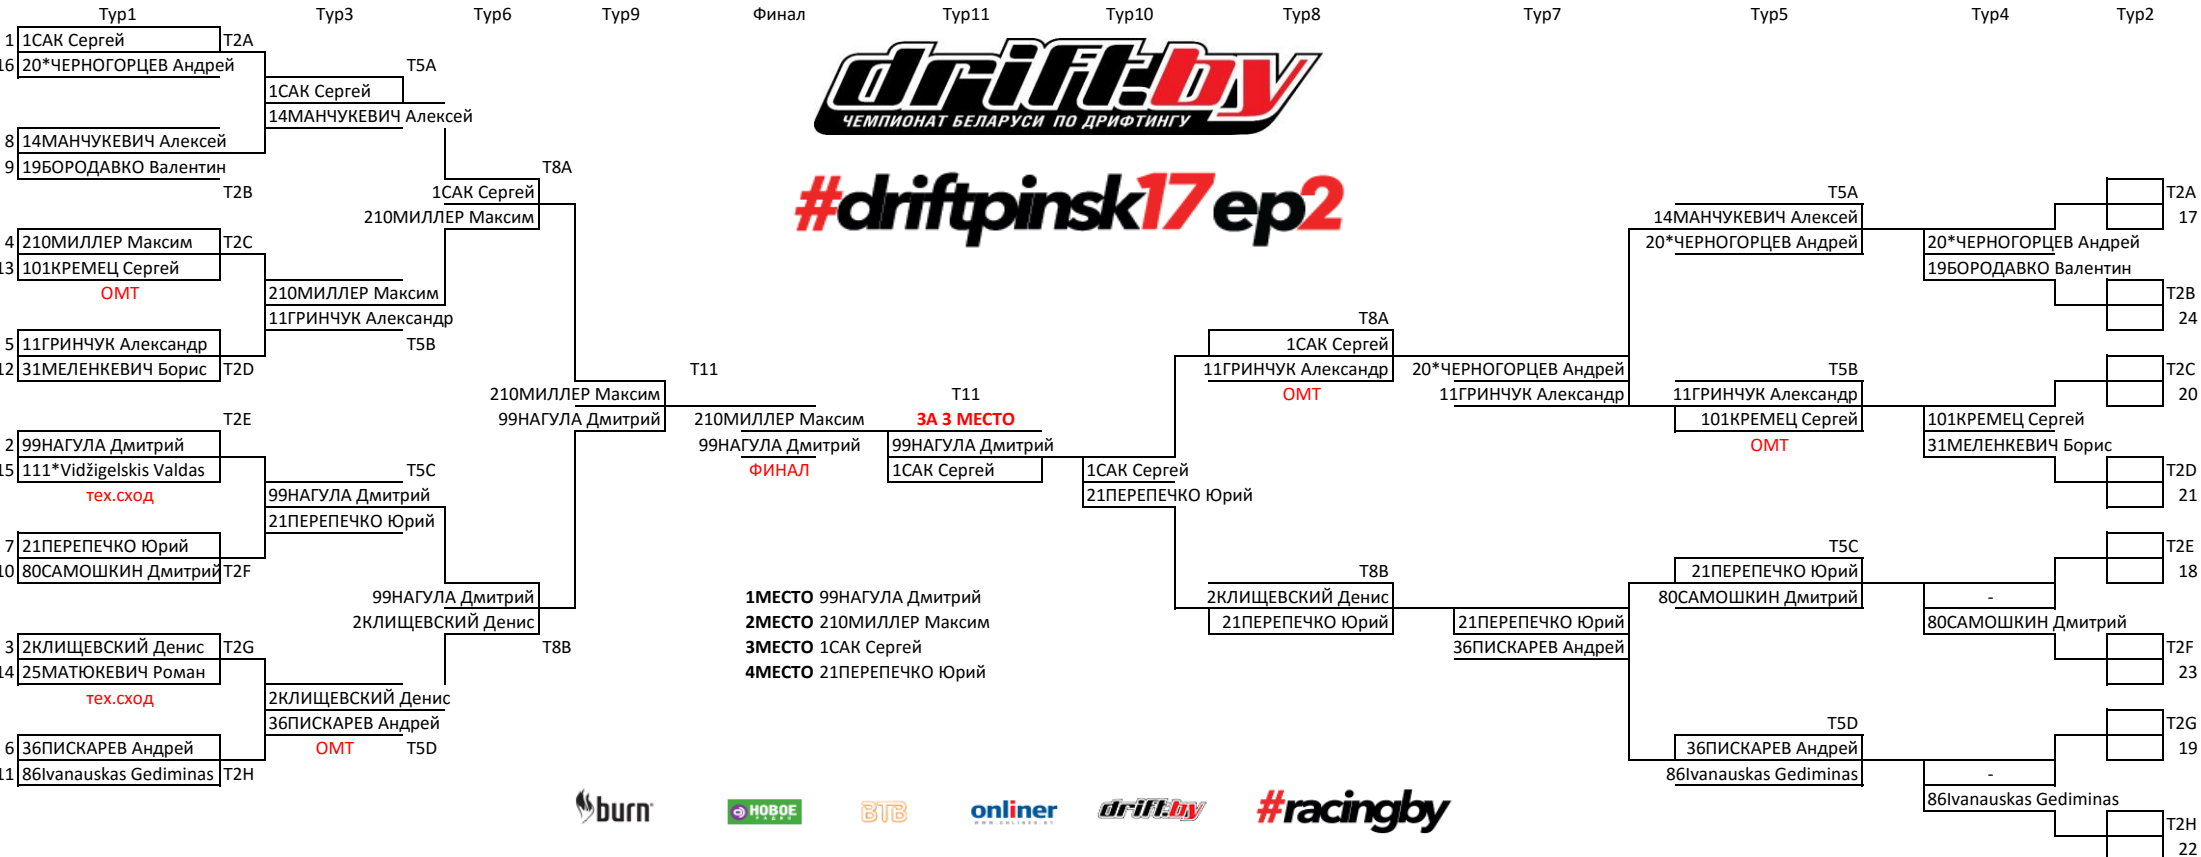 Тур1 Тур3 Тур6 Тур9 Финал Тур11 Тур10 Тур8 Тур7 Тур5 Тур4 Тур2
1 1САК Сергей T2A
16 20*ЧЕРНОГОРЦЕВ Андрей T5A
1САК Сергей
14МАНЧУКЕВИЧ Алексей
drift.by
ЧЕМПИОНАТ БЕЛАРУСИ ПО ДРИФТИНГУ
8 14МАНЧУКЕВИЧ Алексей
9 19БОРОДАВКО Валентин T8A
T2B 1САК Сергей #driftpinsk17ep2 T5A T2A
210МИЛЛЕР Максим 14МАНЧУКЕВИЧ Алексей 17
4 210МИЛЛЕР Максим T2C 20*ЧЕРНОГОРЦЕВ Андрей 20*ЧЕРНОГОРЦЕВ Андрей
13 101КРЕМЕЦ Сергей 19БОРОДАВКО Валентин
ОМТ 210МИЛЛЕР Максим T2B
11ГРИНЧУК Александр T8A 24
5 11ГРИНЧУК Александр T5B 1САК Сергей
12 31МЕЛЕНКЕВИЧ Борис T2D T11 11ГРИНЧУК Александр 20*ЧЕРНОГОРЦЕВ Андрей T5B T2C
210МИЛЛЕР Максим T11 ОМТ 11ГРИНЧУК Александр 11ГРИНЧУК Александр 20
T2E 99НАГУЛА Дмитрий 210МИЛЛЕР Максим ЗА 3 МЕСТО 101КРЕМЕЦ Сергей 101КРЕМЕЦ Сергей
2 99НАГУЛА Дмитрий 99НАГУЛА Дмитрий 99НАГУЛА Дмитрий ОМТ 31МЕЛЕНКЕВИЧ Борис
15 111*Vidžigelskis Valdas T5C ФИНАЛ 1САК Сергей 1САК Сергей T2D
тех.сход 99НАГУЛА Дмитрий 21ПЕРЕПЕЧКО Юрий 21
21ПЕРЕПЕЧКО Юрий
7 21ПЕРЕПЕЧКО Юрий T5C T2E
10 80САМОШКИН Дмитрий T2F T8B 21ПЕРЕПЕЧКО Юрий 18
99НАГУЛА Дмитрий 1МЕСТО 99НАГУЛА Дмитрий 2КЛИЩЕВСКИЙ Денис 80САМОШКИН Дмитрий -
2КЛИЩЕВСКИЙ Денис 2МЕСТО 210МИЛЛЕР Максим 21ПЕРЕПЕЧКО Юрий 21ПЕРЕПЕЧКО Юрий 80САМОШКИН Дмитрий
3 2КЛИЩЕВСКИЙ Денис T2G T8B 3МЕСТО 1САК Сергей 36ПИСКАРЕВ Андрей T2F
14 25МАТЮКЕВИЧ Роман 4МЕСТО 21ПЕРЕПЕЧКО Юрий 23
тех.сход 2КЛИЩЕВСКИЙ Денис
36ПИСКАРЕВ Андрей T5D T2G
6 36ПИСКАРЕВ Андрей ОМТ T5D 36ПИСКАРЕВ Андрей 19
11 86Ivanauskas Gediminas T2H 86Ivanauskas Gediminas -
86Ivanauskas Gediminas
burn НОВОЕ РАДИО ВТВ onliner WWW.ONLINER.BY drift.by #racingby
T2H
22